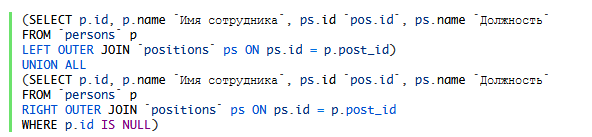 (SELECT p.id, p.name `Имя сотрудника`, ps.id `pos.id`, ps.name `Должность`
FROM `persons` p
LEFT OUTER JOIN `positions` ps ON ps.id = p.post_id)
UNION ALL
(SELECT p.id, p.name `Имя сотрудника`, ps.id `pos.id`, ps.name `Должность`
FROM `persons` p
RIGHT OUTER JOIN `positions` ps ON ps.id = p.post_id
WHERE p.id IS NULL)